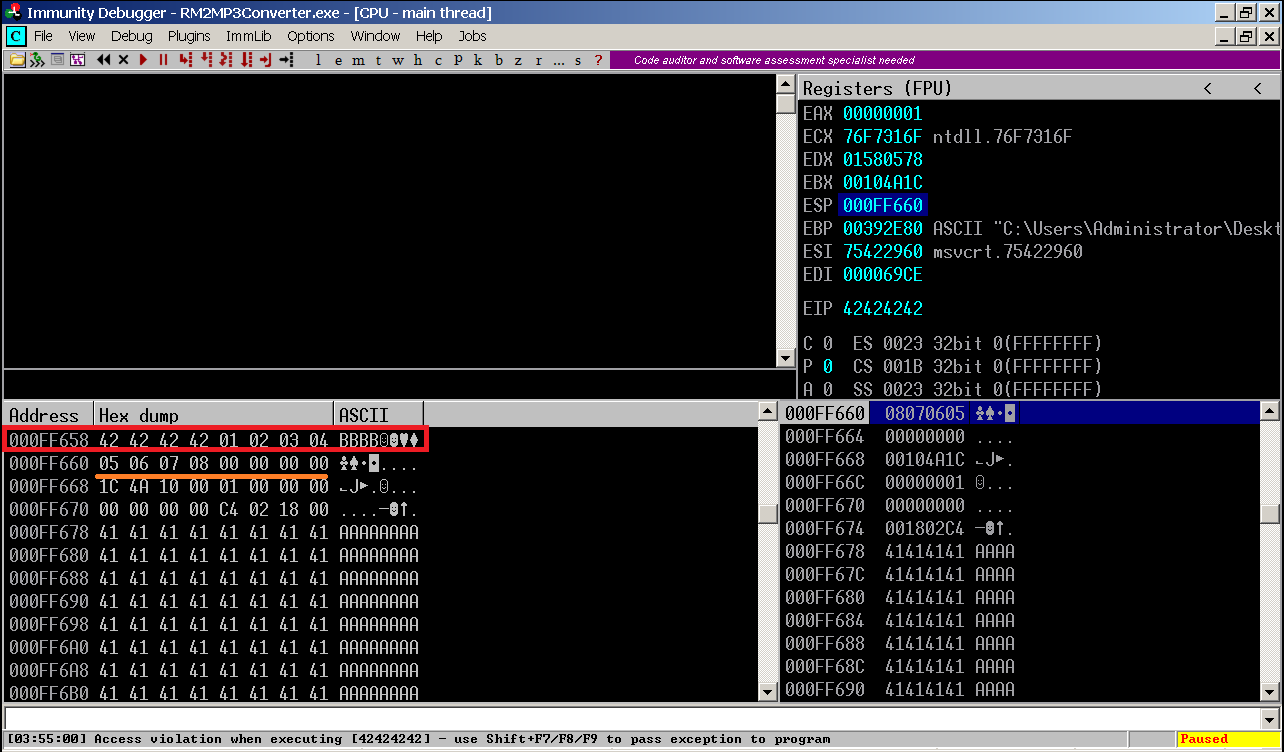 Immunity Debugger - RM2MP3Converter.exe - [CPU - main thread]
C File View Debug Plugins ImmLib Options Window Help Jobs
l e m t w h c P k b z r ... s ? Code auditor and software assessment specialist needed
Registers (FPU) < <
EAX 00000001
ECX 76F7316F ntdll.76F7316F
EDX 01580578
EBX 00104A1C
ESP 000FF660
EBP 00392E80 ASCII "C:\Users\Administrator\Deskt
ESI 75422960 msvcrt.75422960
EDI 000069CE
EIP 42424242
C 0 ES 0023 32bit 0(FFFFFFFF)
P 0 CS 001B 32bit 0(FFFFFFFF)
A 0 SS 0023 32bit 0(FFFFFFFF)
Address Hex dump ASCII
000FF658 42 42 42 42 01 02 03 04 BBBB☺☻♥♦
000FF660 05 06 07 08 00 00 00 00 ♣♠•◘....
000FF668 1C 4A 10 00 01 00 00 00 ∟J►.☺...
000FF670 00 00 00 00 C4 02 18 00 ....─☻↑.
000FF678 41 41 41 41 41 41 41 41 AAAAAAAA
000FF680 41 41 41 41 41 41 41 41 AAAAAAAA
000FF688 41 41 41 41 41 41 41 41 AAAAAAAA
000FF690 41 41 41 41 41 41 41 41 AAAAAAAA
000FF698 41 41 41 41 41 41 41 41 AAAAAAAA
000FF6A0 41 41 41 41 41 41 41 41 AAAAAAAA
000FF6A8 41 41 41 41 41 41 41 41 AAAAAAAA
000FF6B0 41 41 41 41 41 41 41 41 AAAAAAAA
000FF660 08070605 ♣♠•◘
000FF664 00000000 ....
000FF668 00104A1C ∟J►.
000FF66C 00000001 ☺...
000FF670 00000000 ....
000FF674 001802C4 ─☻↑.
000FF678 41414141 AAAA
000FF67C 41414141 AAAA
000FF680 41414141 AAAA
000FF684 41414141 AAAA
000FF688 41414141 AAAA
000FF68C 41414141 AAAA
000FF690 41414141 AAAA
[03:55:00] Access violation when executing [42424242] - use Shift+F7/F8/F9 to pass exception to program
Paused